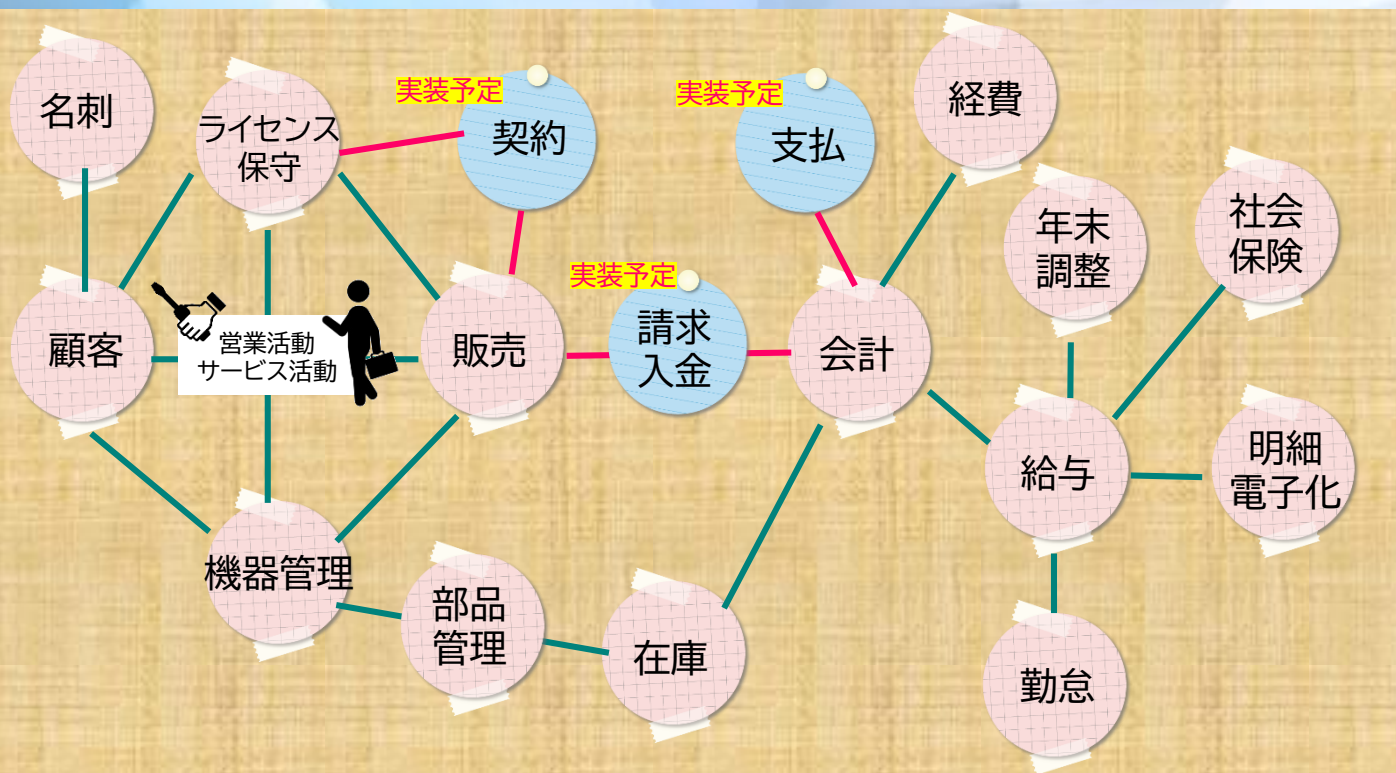 名刺
ライセンス
保守
実装予定
契約
実装予定
支払
経費
年末
調整
社会
保険
顧客
営業活動
サービス活動
販売
実装予定
請求
入金
会計
給与
明細
電子化
機器管理
部品
管理
在庫
勤怠